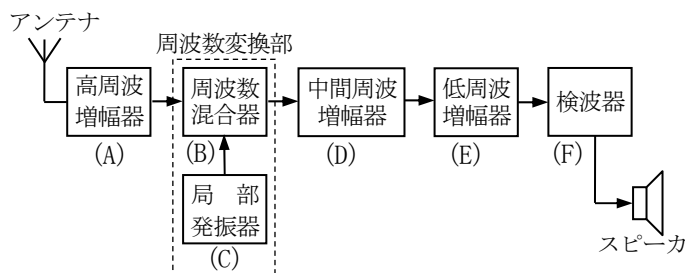 アンテナ
周波数変換部
高周波
増幅器
(A)
周波数
混合器
(B)
局　部
発振器
(C)
中間周波
増幅器
(D)
低周波
増幅器
(E)
検波器
(F)
スピーカ